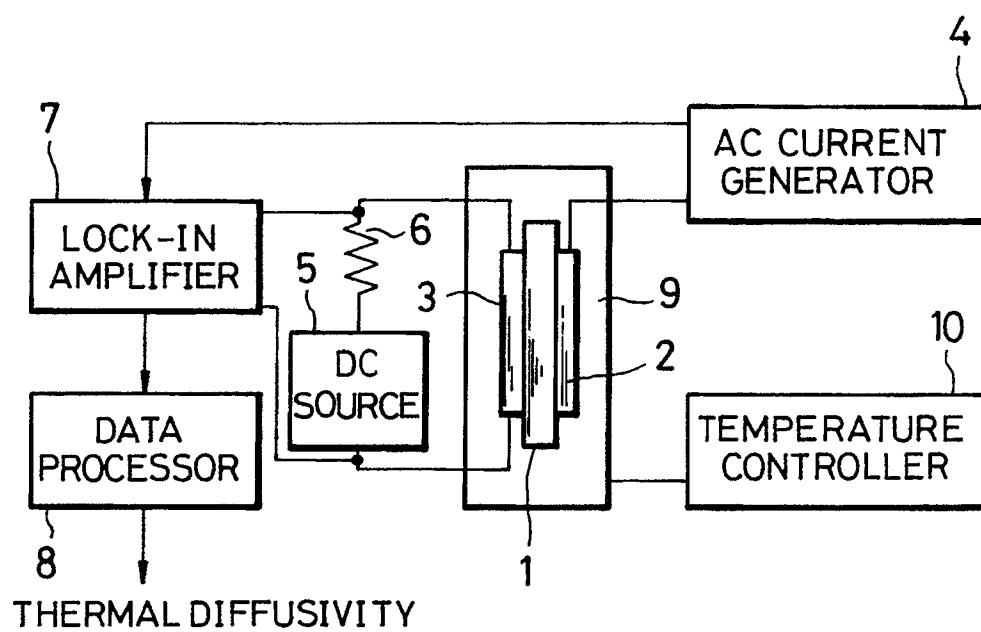 4
7
AC CURRENT
GENERATOR
LOCK-IN
AMPLIFIER
6
5
3
9
DC
SOURCE
2
10
DATA
PROCESSOR
TEMPERATURE
CONTROLLER
8
1
THERMAL DIFFUSIVITY